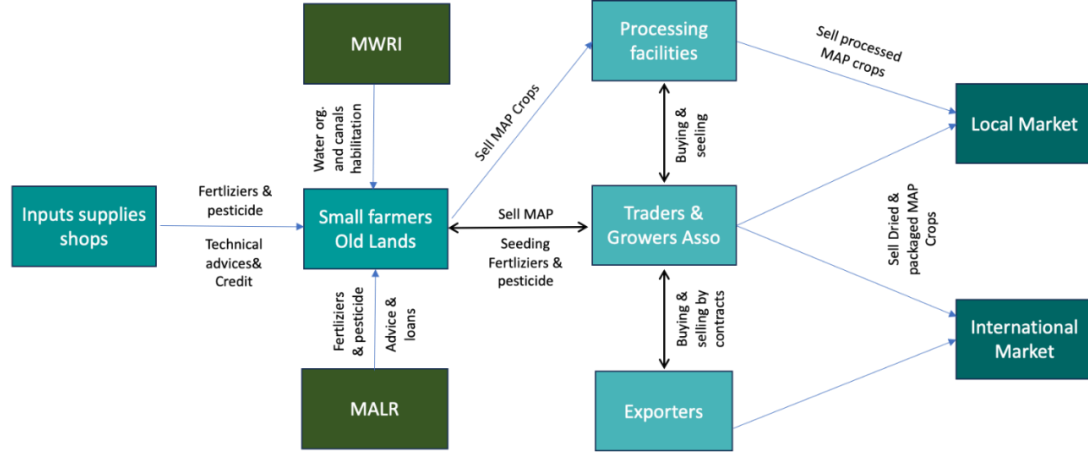 MWRI
Processing
facilities
Sell processed
MAP crops
Local Market
Water org.
and canals
habilitation
Sell MAP Crops
Buying &
seeling
Inputs supplies
shops
Fertliziers &
pesticide
Technical
advices&
Credit
Small farmers
Old Lands
Sell MAP
Seeding
Fertliziers &
pesticide
Traders &
Growers Asso
Sell Dried &
packaged MAP
Crops
Fertliziers
& pesticide
Advice &
loans
Buying &
selling by
contracts
International
Market
MALR
Exporters